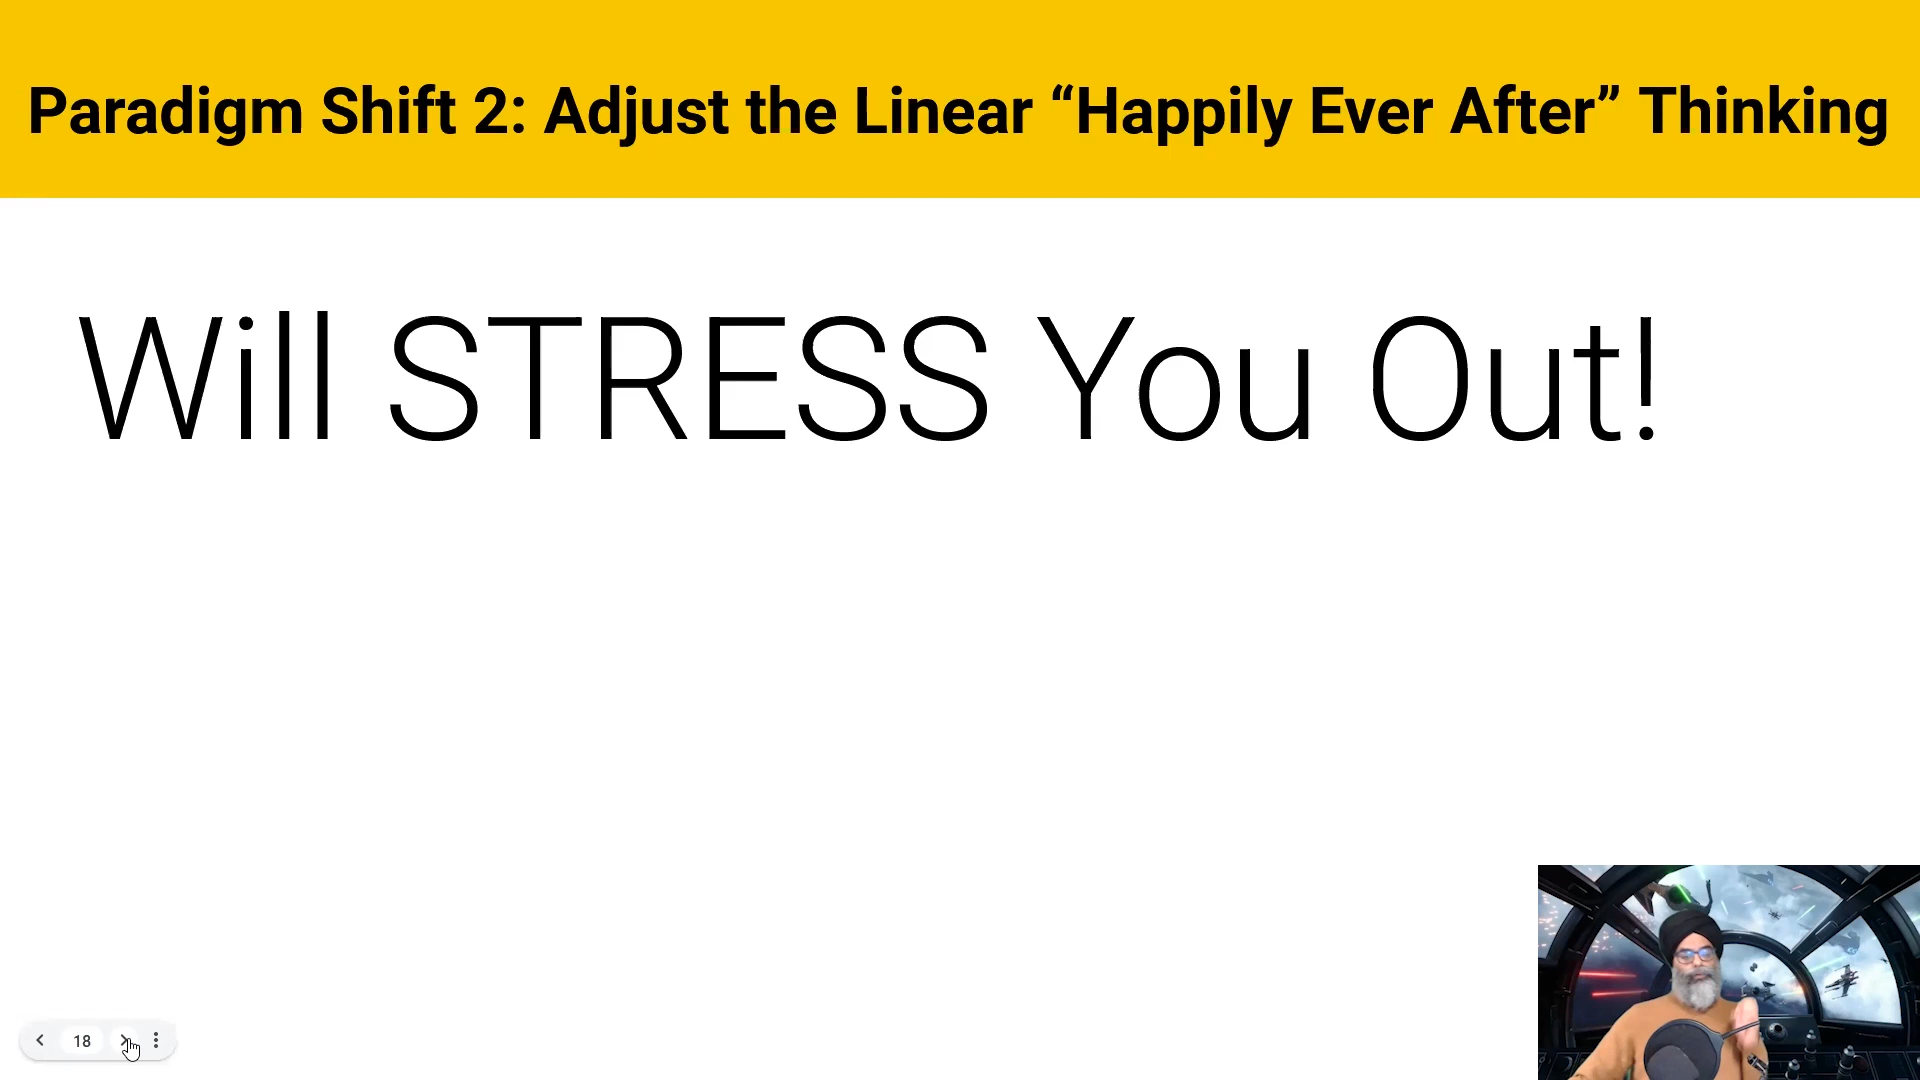 Paradigm Shift 2: Adjust the Linear “Happily Ever After” Thinking
Will STRESS You Out!
18